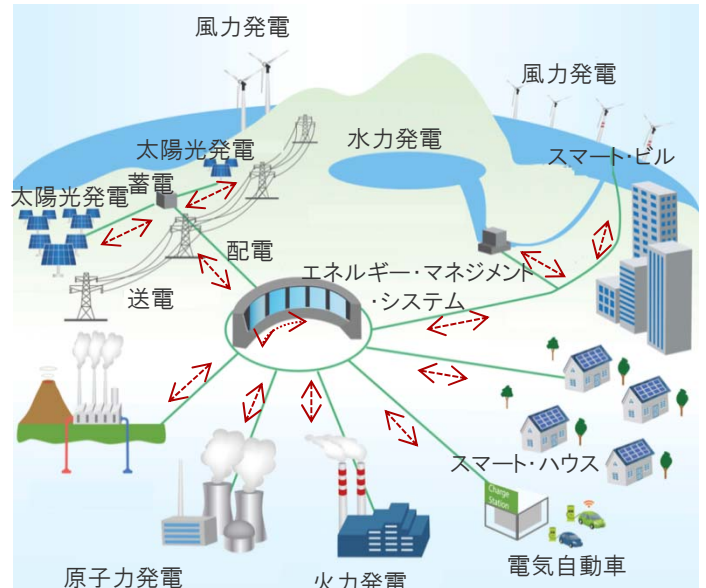 風力発電
風力発電
太陽光発電
水力発電
スマート・ビル
蓄電
太陽光発電
配電
エネルギー・マネジメント
・システム
送電
スマート・ハウス
Charge
Station
電気自動車
原子力発電
火力発電